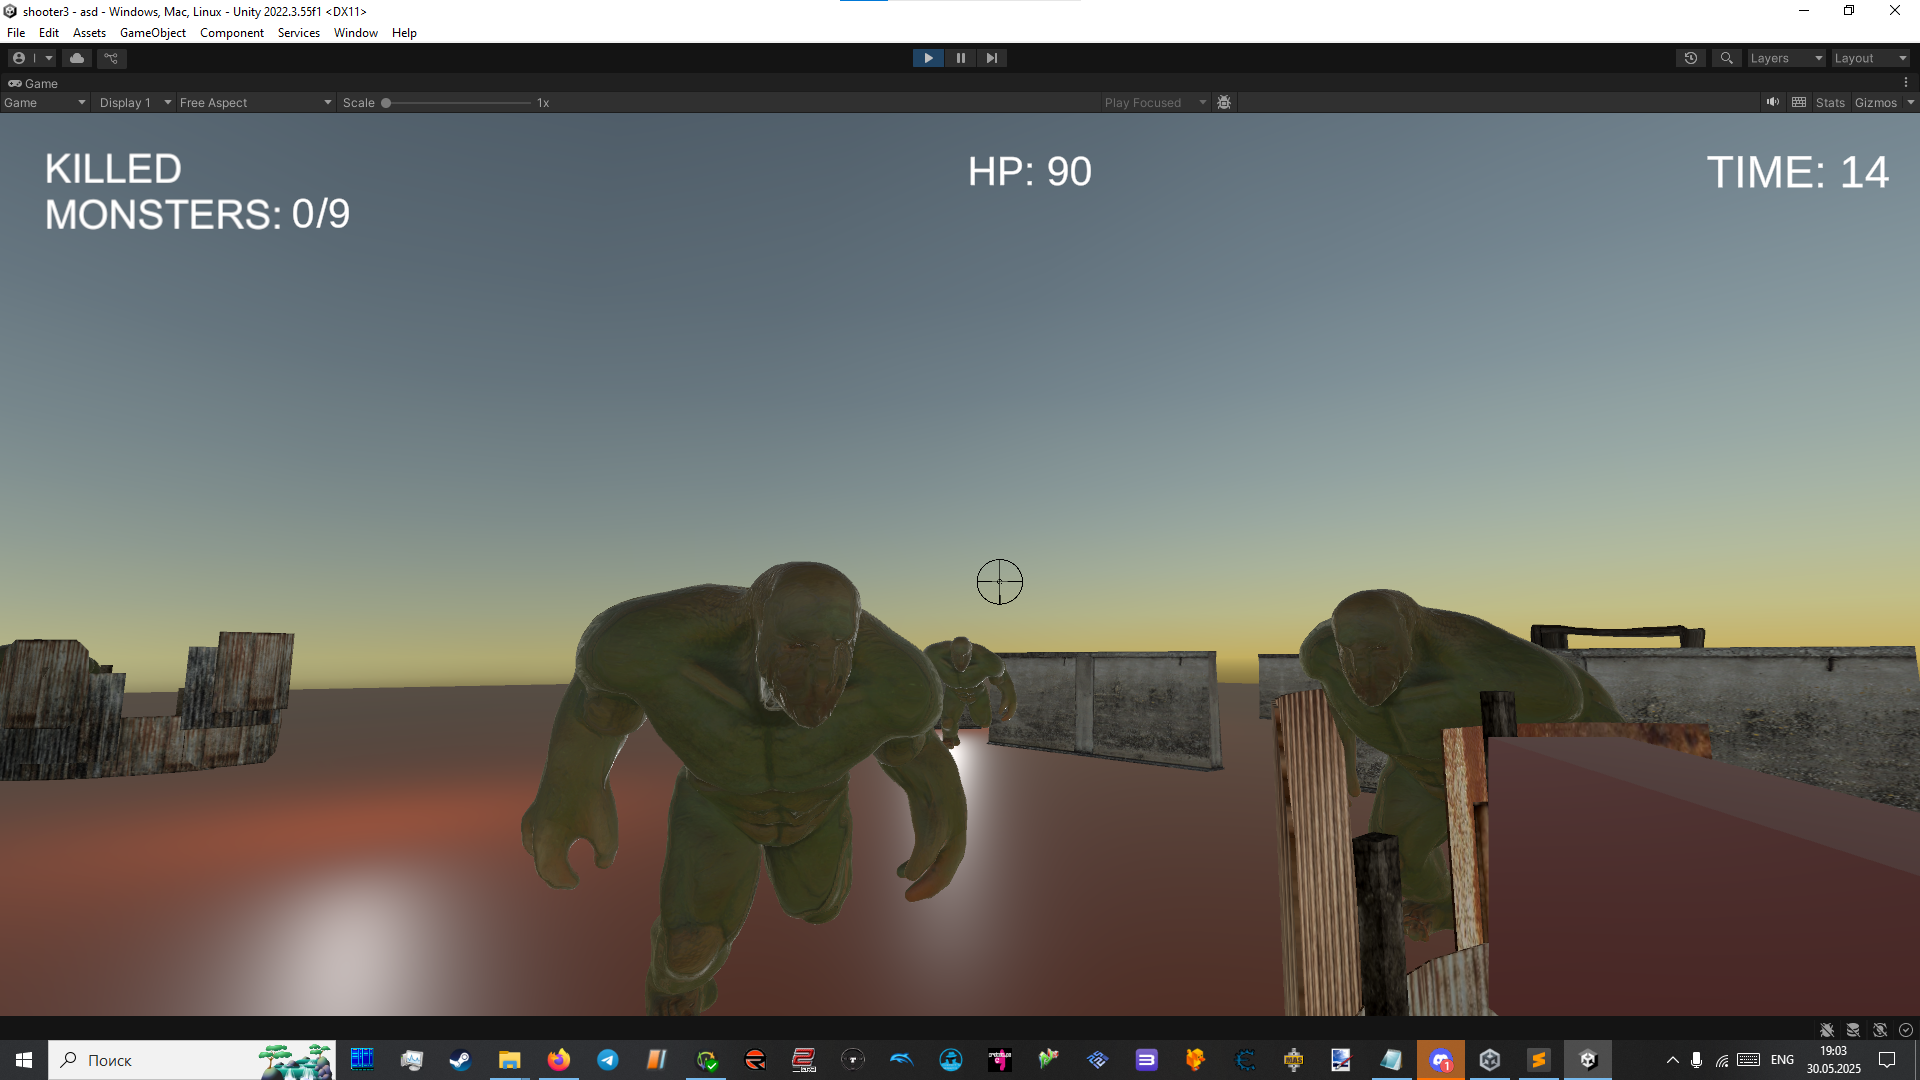 shooter3 - asd - Windows, Mac, Linux - Unity 2022.3.55f1 <DX11>
File Edit Assets GameObject Component Services Window Help
I
Layers Layout
Game
Game Display 1 Free Aspect Scale 1x Play Focused Stats Gizmos
KILLED
MONSTERS: 0/9
HP: 90
TIME: 14
Поиск
1
ENG
19:03
30.05.2025